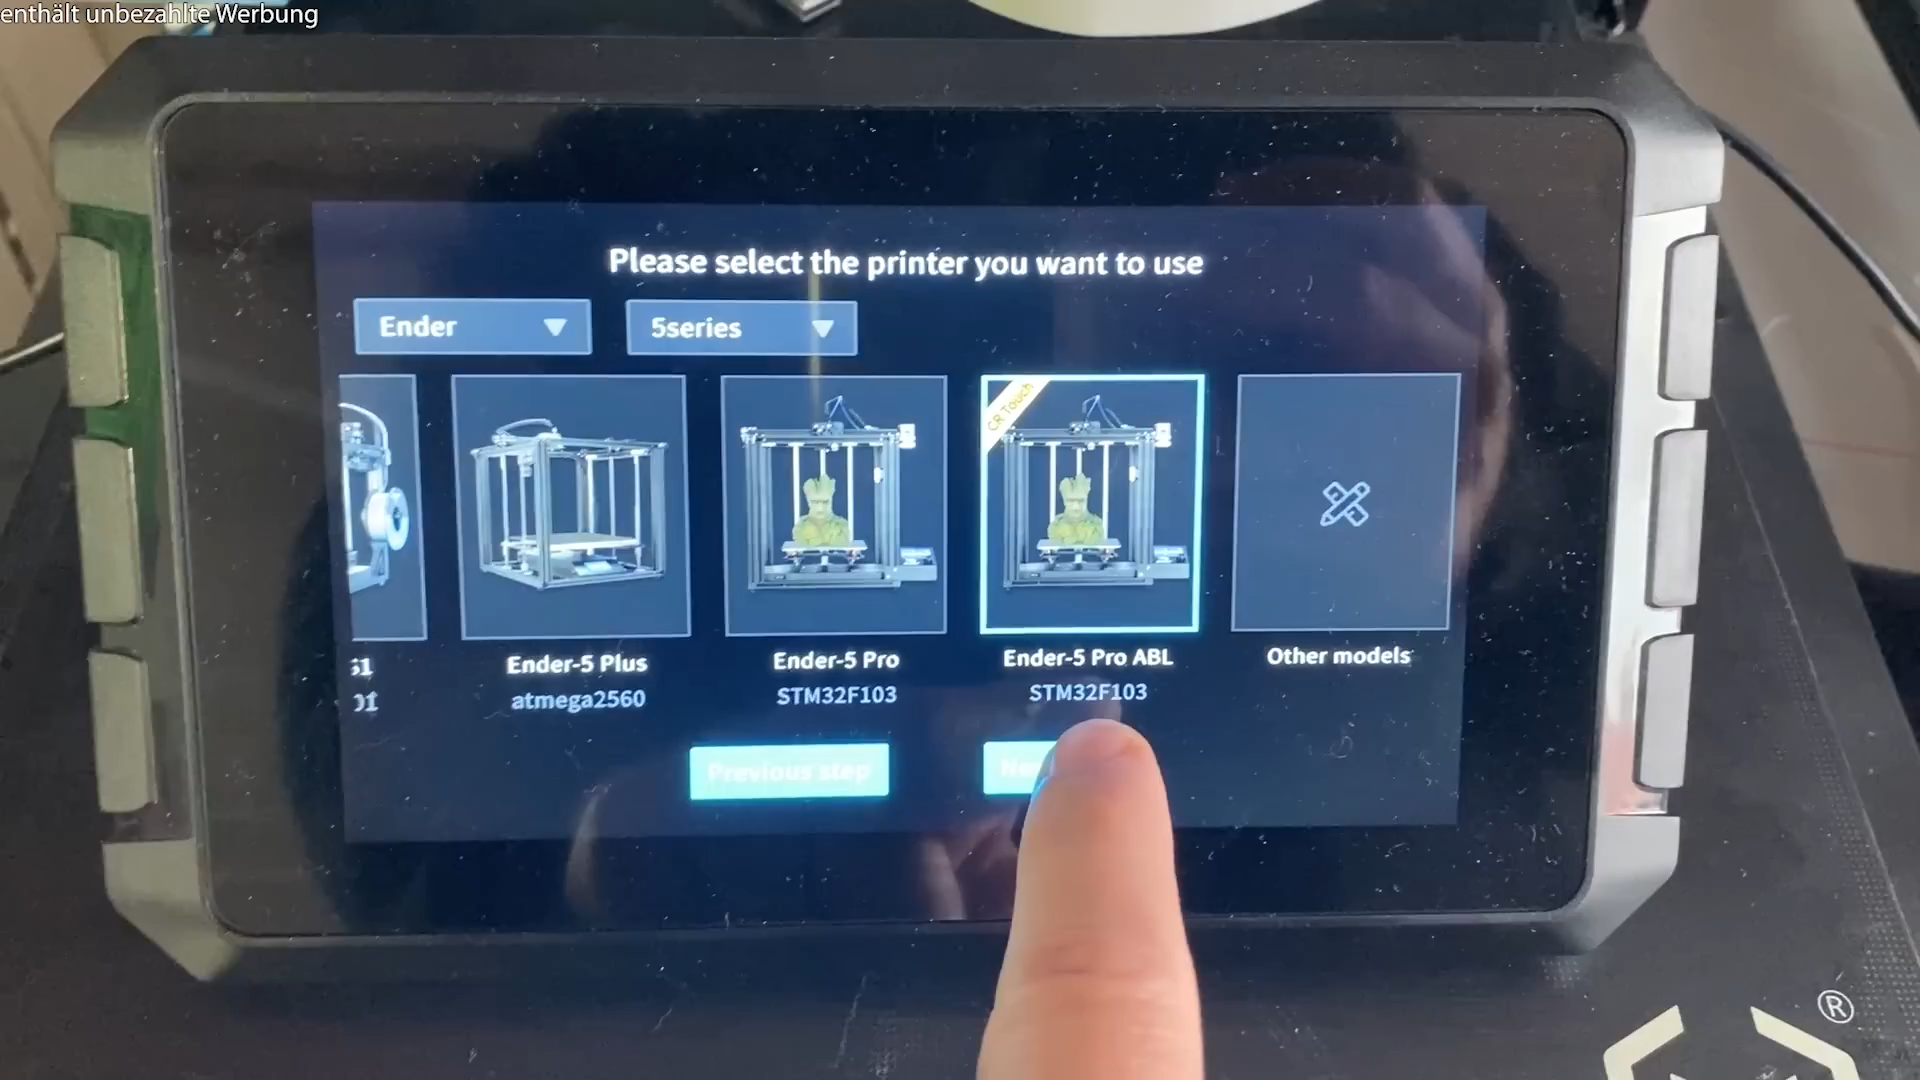 enthält unbezahlte Werbung
Please select the printer you want to use
Ender
5series
CR Touch
Ender-5 Plus
atmega2560
Ender-5 Pro
STM32F103
Ender-5 Pro ABL
STM32F103
Other models
Previous step
®